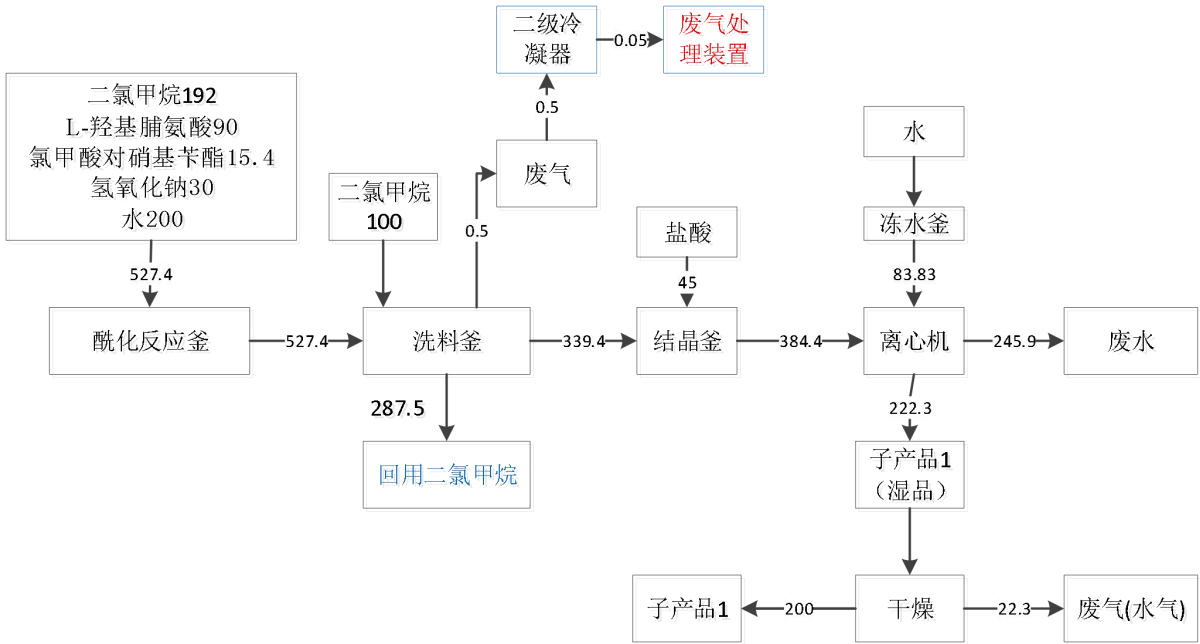 二级冷
凝器
0.05
废气处
理装置
二氯甲烷192
L-羟基脯氨酸90
氯甲酸对硝基苄酯15.4
氢氧化钠30
水200
0.5
水
废气
二氯甲烷
100
0.5
盐酸
冻水釜
527.4
45
83.83
酰化反应釜
527.4
洗料釜
339.4
结晶釜
384.4
离心机
245.9
废水
287.5
222.3
回用二氯甲烷
子产品1
（湿品）
子产品1
200
干燥
22.3
废气(水气)